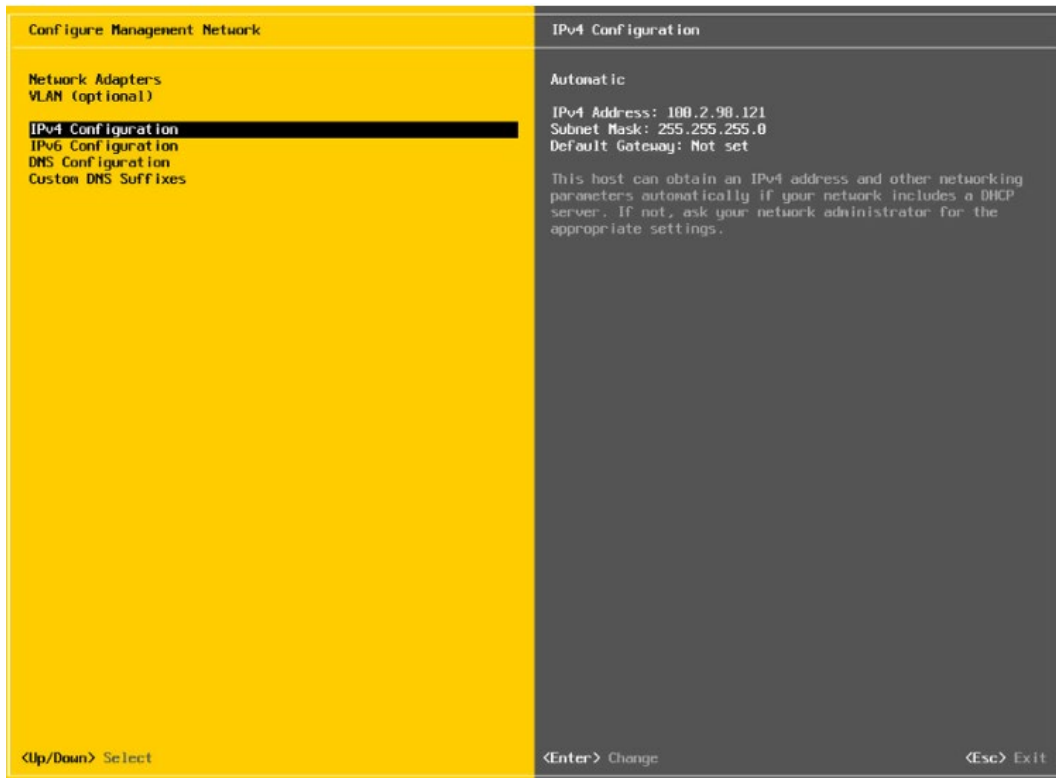 Configure Management Network
Network Adapters
VLAN (optional)
IPv4 Configuration
IPv6 Configuration
DNS Configuration
Custom DNS Suffixes
<Up/Down> Select
IPv4 Configuration
Automatic
IPv4 Address: 100.2.98.121
Subnet Mask: 255.255.255.0
Default Gateway: Not set
This host can obtain an IPv4 address and other networking
parameters automatically if your network includes a DHCP
server. If not, ask your network administrator for the
appropriate settings.
<Enter> Change
<Esc> Exit